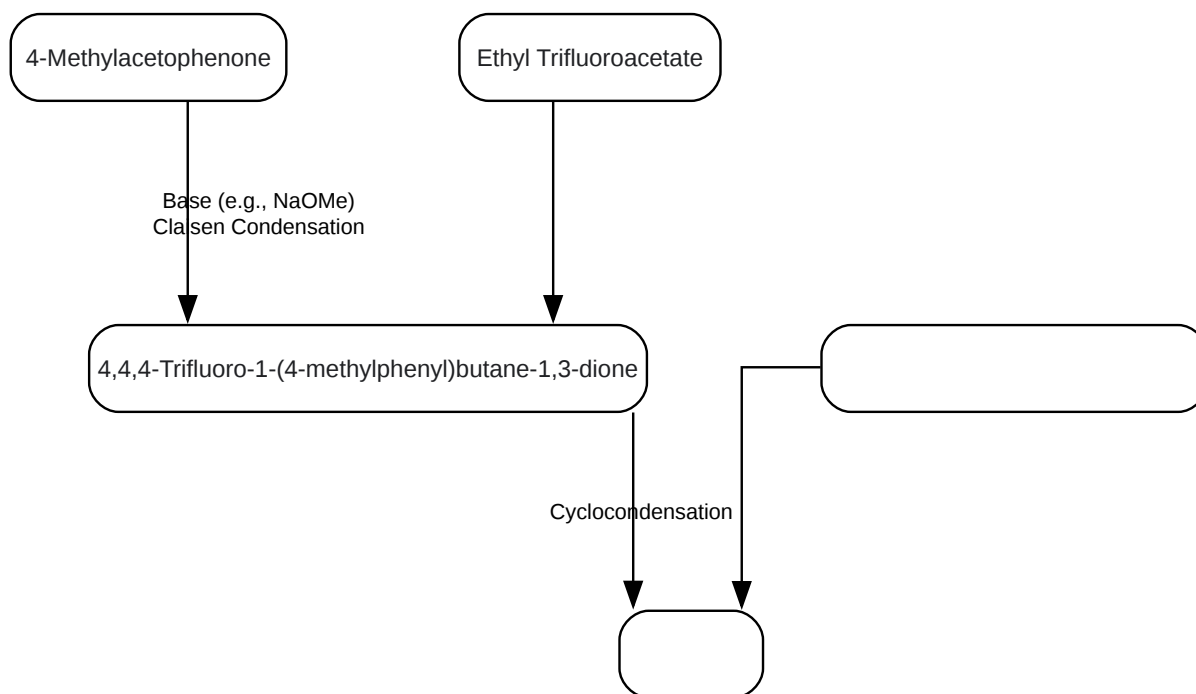 4-Methylacetophenone
Ethyl Trifluoroacetate
Base (e.g., NaOMe)
Claisen Condensation
4,4,4-Trifluoro-1-(4-methylphenyl)butane-1,3-dione
Cyclocondensation